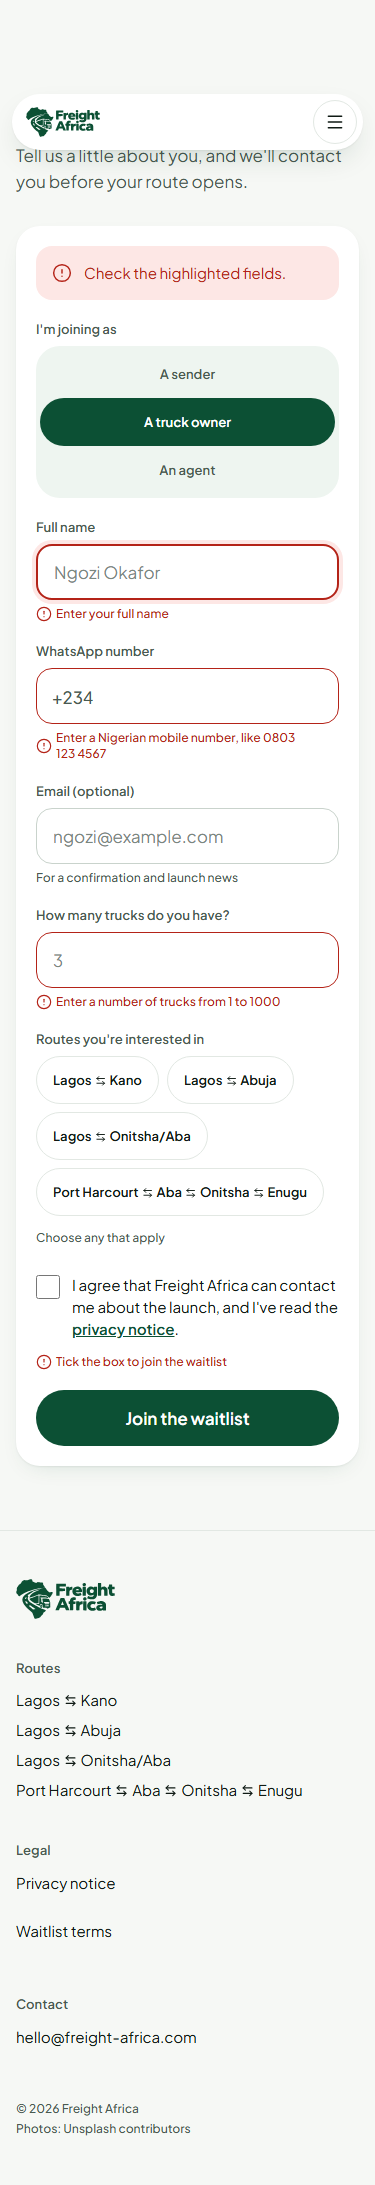 Freight
Africa
Tell us a little about you, and we'll contact
you before your route opens.
Check the highlighted fields.
I'm joining as
A sender
A truck owner
An agent
Full name
Ngozi Okafor
Enter your full name
WhatsApp number
+234
Enter a Nigerian mobile number, like 0803
123 4567
Email (optional)
ngozi@example.com
For a confirmation and launch news
How many trucks do you have?
3
Enter a number of trucks from 1 to 1000
Routes you're interested in
Lagos ⇆ Kano
Lagos ⇆ Abuja
Lagos ⇆ Onitsha/Aba
Port Harcourt ⇆ Aba ⇆ Onitsha ⇆ Enugu
Choose any that apply
I agree that Freight Africa can contact
me about the launch, and I've read the
privacy notice.
Tick the box to join the waitlist
Join the waitlist
Freight
Africa
Routes
Lagos ⇆ Kano
Lagos ⇆ Abuja
Lagos ⇆ Onitsha/Aba
Port Harcourt ⇆ Aba ⇆ Onitsha ⇆ Enugu
Legal
Privacy notice
Waitlist terms
Contact
hello@freight-africa.com
© 2026 Freight Africa
Photos: Unsplash contributors